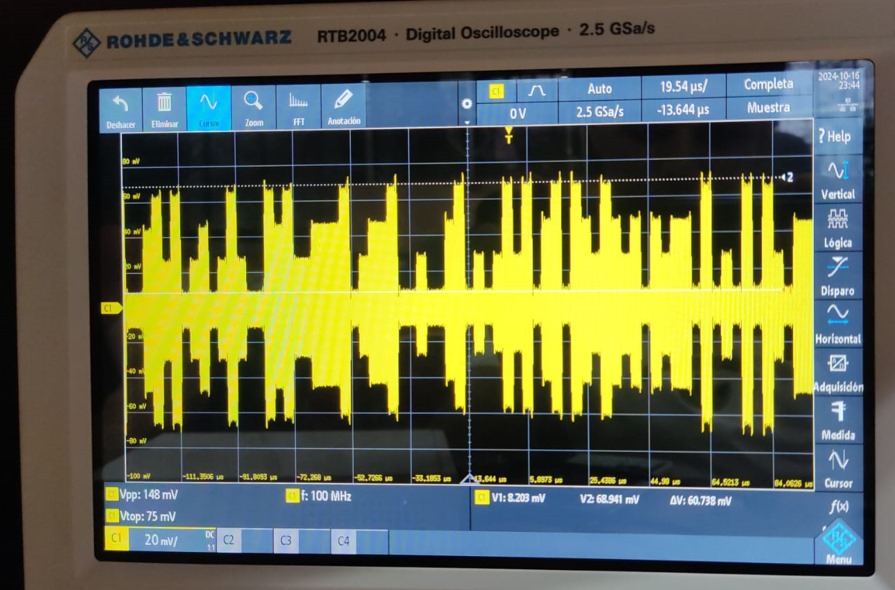 ROHDE&SCHWARZ RTB2004 · Digital Oscilloscope · 2.5 GSa/s
Deshacer Eliminar Cursor Zoom FFT Anotación
C1 Auto 19.54 µs/ Completa
0 V 2.5 GSa/s -13.644 µs Muestra
2024-10-16
23:44
? Help
Vertical
Lógica
Disparo
Horizontal
Adquisición
Medida
Cursor
f(x)
Menu
T
2
80 mV
20 mV
C1
-20 mV
-40 mV
-60 mV
-80 mV
-100 mV
-111.3506 µs -91.8093 µs -72.268 µs -52.7266 µs -33.1853 µs -13.644 µs 5.8973 µs 25.4386 µs 44.98 µs 64.5213 µs 84.0626 µs
Vpp: 148 mV f: 100 MHz C1 V1: 8.203 mV V2: 68.941 mV ΔV: 60.738 mV
Vtop: 75 mV
C1 20 mV/ DC 1:1 C2 C3 C4